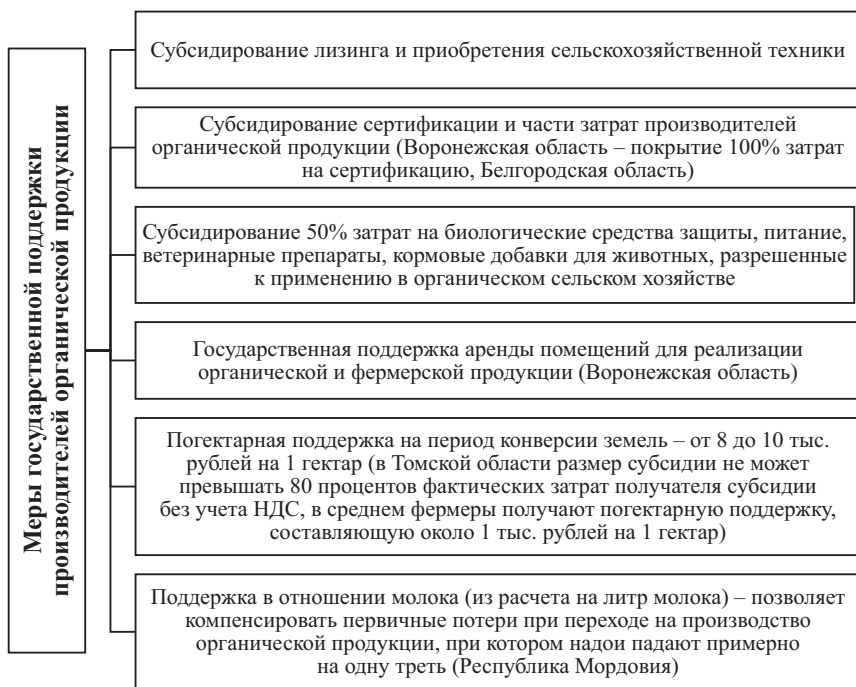 Меры государственной поддержки
производителей органической продукции
Субсидирование лизинга и приобретения сельскохозяйственной техники
Субсидирование сертификации и части затрат производителей
органической продукции (Воронежская область – покрытие 100% затрат
на сертификацию, Белгородская область)
Субсидирование 50% затрат на биологические средства защиты, питание,
ветеринарные препараты, кормовые добавки для животных, разрешенные
к применению в органическом сельском хозяйстве
Государственная поддержка аренды помещений для реализации
органической и фермерской продукции (Воронежская область)
Погектарная поддержка на период конверсии земель – от 8 до 10 тыс.
рублей на 1 гектар (в Томской области размер субсидии не может
превышать 80 процентов фактических затрат получателя субсидии
без учета НДС, в среднем фермеры получают погектарную поддержку,
составляющую около 1 тыс. рублей на 1 гектар)
Поддержка в отношении молока (из расчета на литр молока) – позволяет
компенсировать первичные потери при переходе на производство
органической продукции, при котором надои падают примерно
на одну треть (Республика Мордовия)